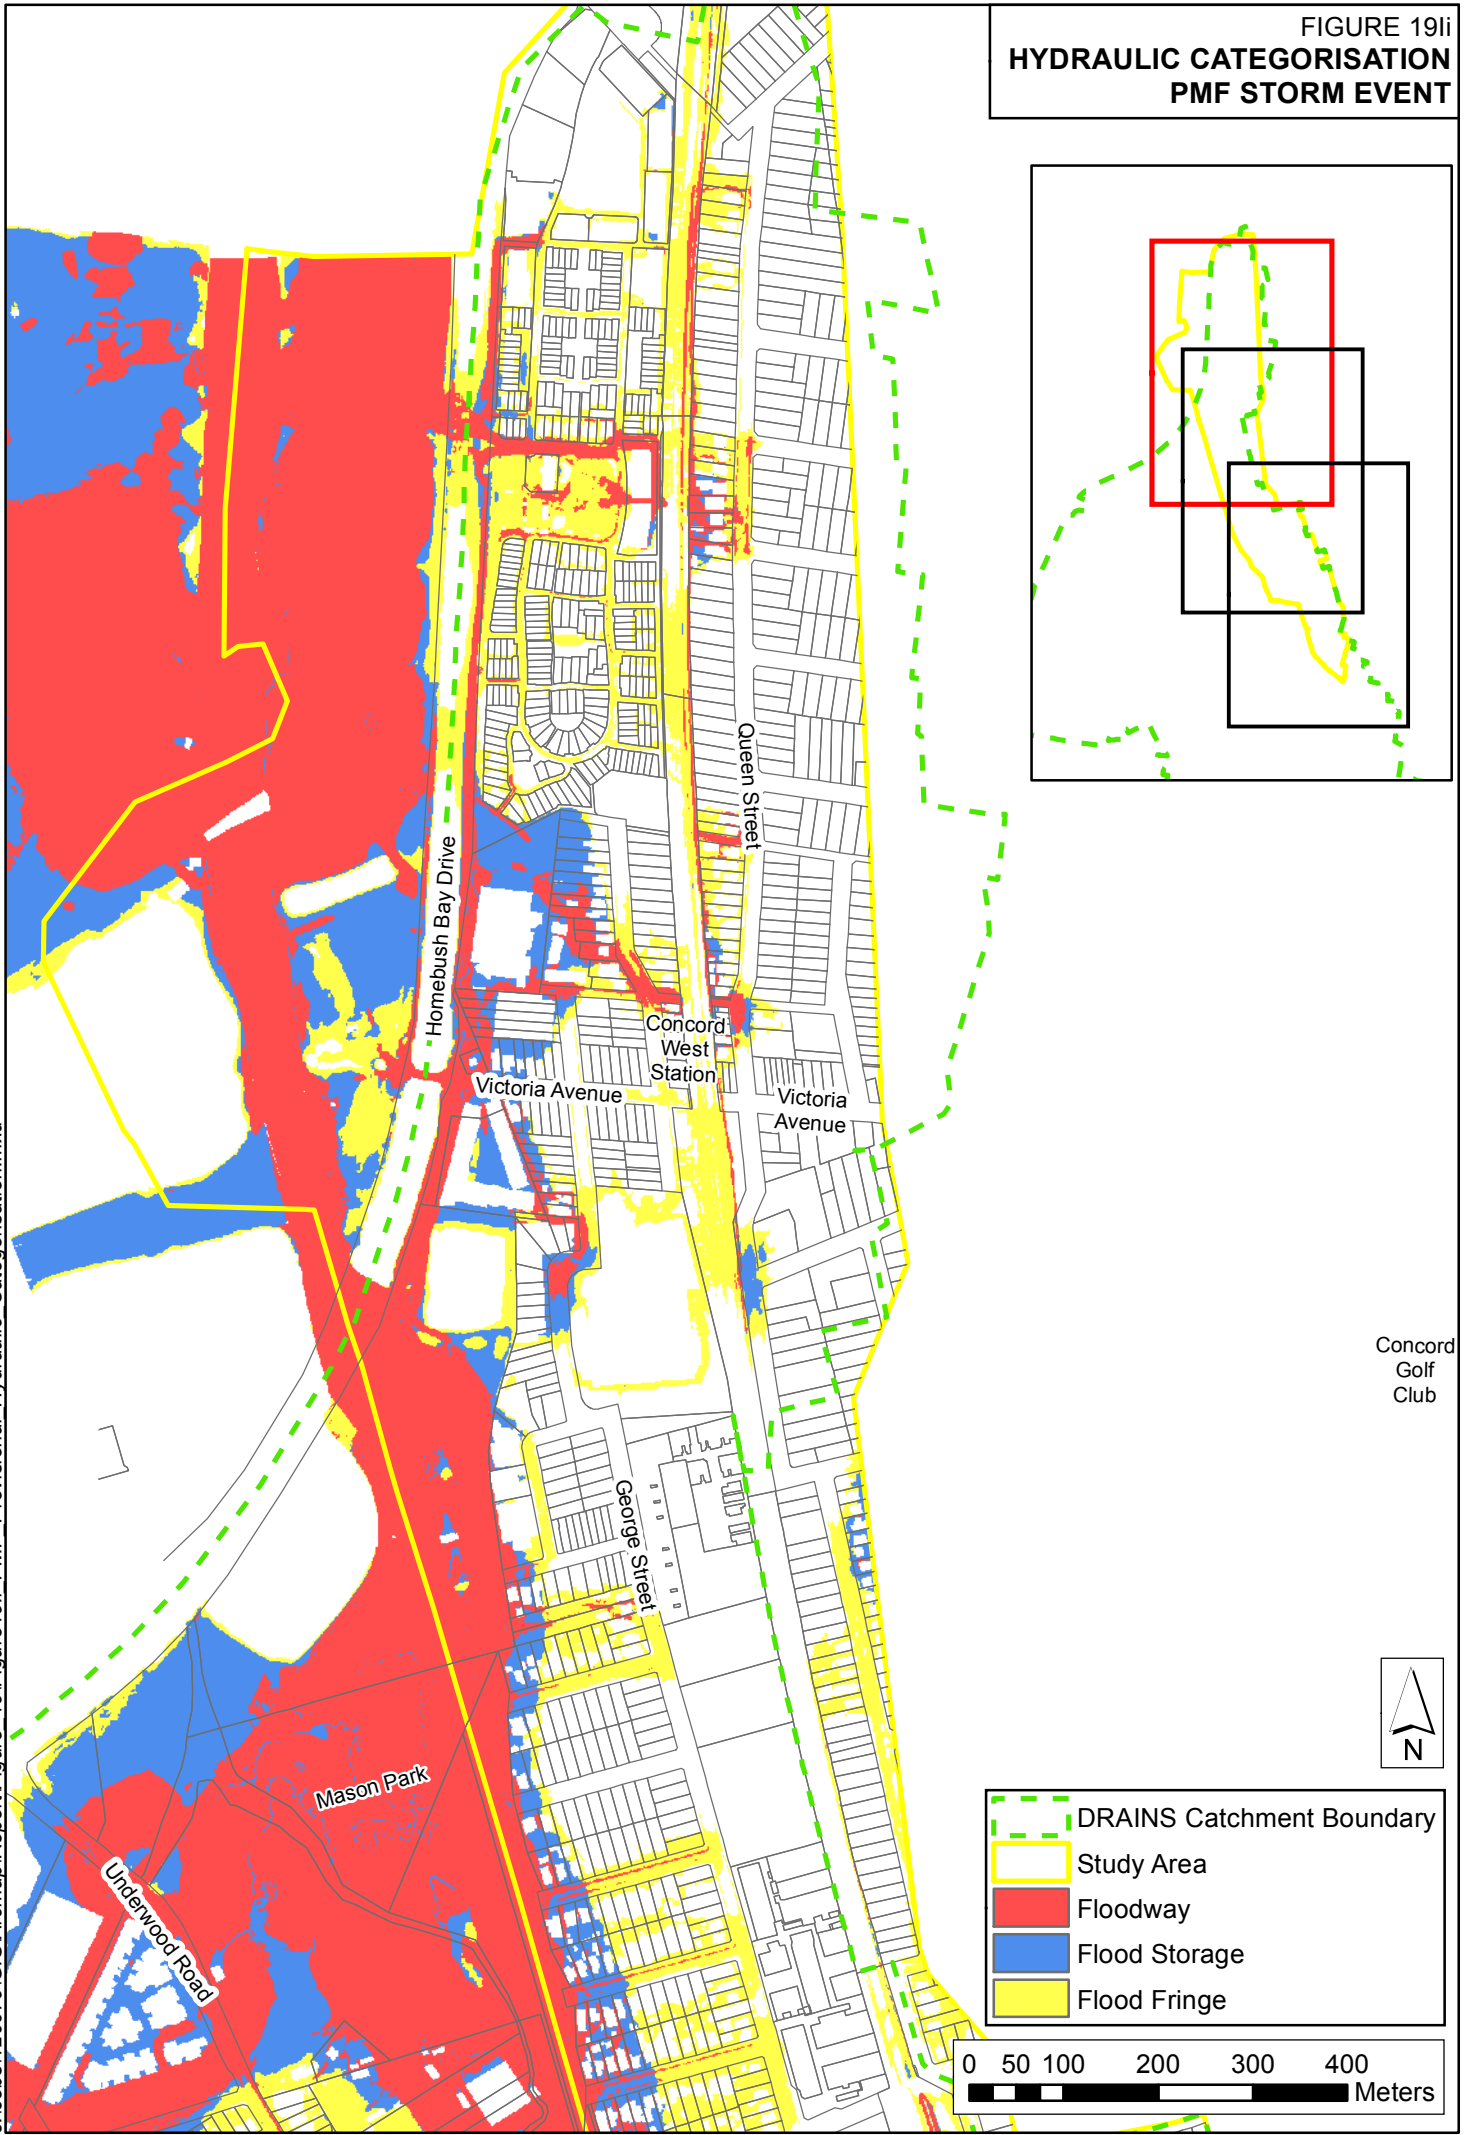 FIGURE 19Ii
HYDRAULIC CATEGORISATION
PMF STORM EVENT
Queen Street
Homebush Bay Drive
Concord
West
Station
Victoria Avenue
Victoria
Avenue
Concord
Golf
Club
George Street
Mason Park
Underwood Road
N
DRAINS Catchment Boundary
Study Area
Floodway
Flood Storage
Flood Fringe
0 50 100 200 300 400
Meters